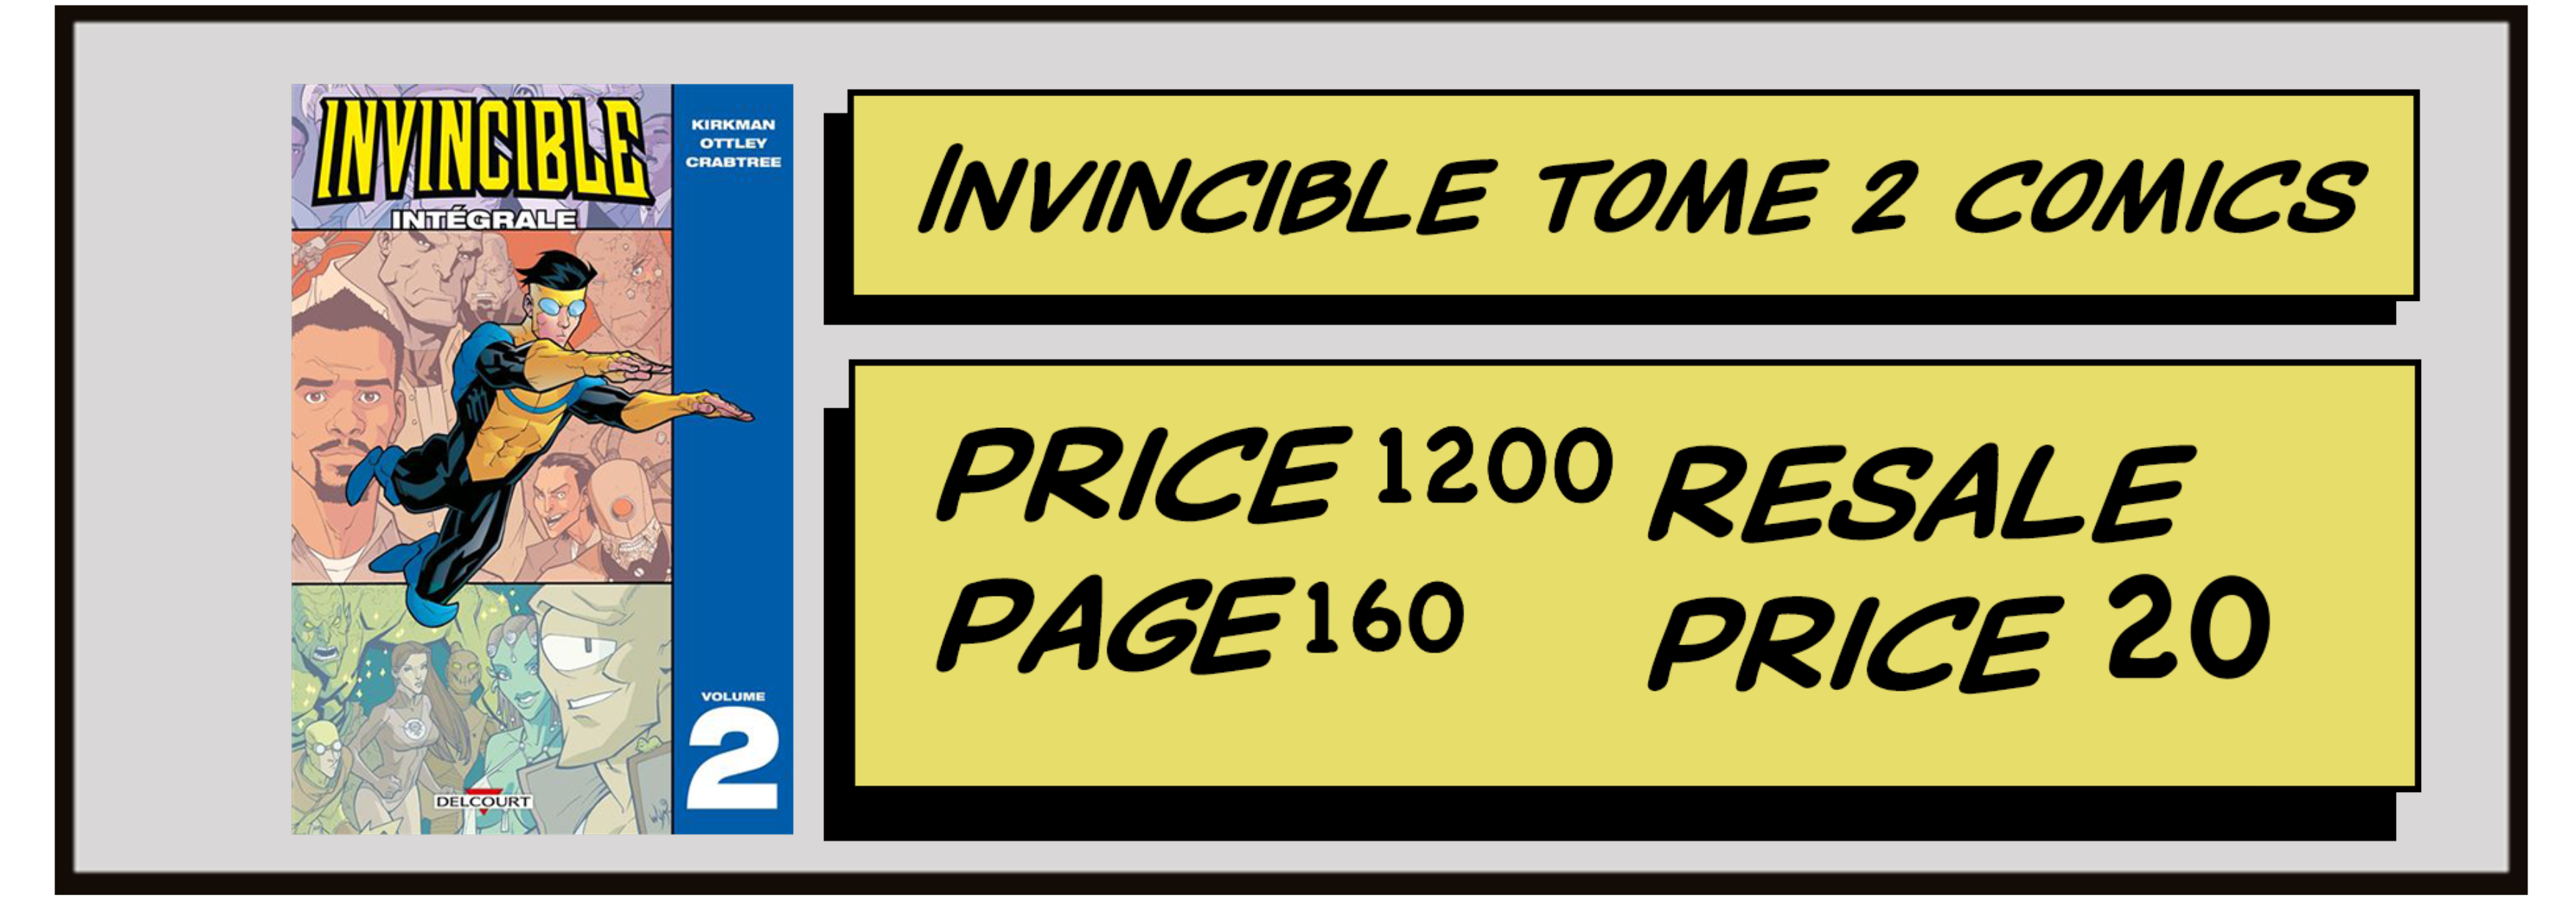 INVINCIBLE
INTÉGRALE
KIRKMAN
OTTLEY
CRABTREE
VOLUME
2
DELCOURT
INVINCIBLE TOME 2 COMICS
PRICE 1200
PAGE 160
RESALE
PRICE 20